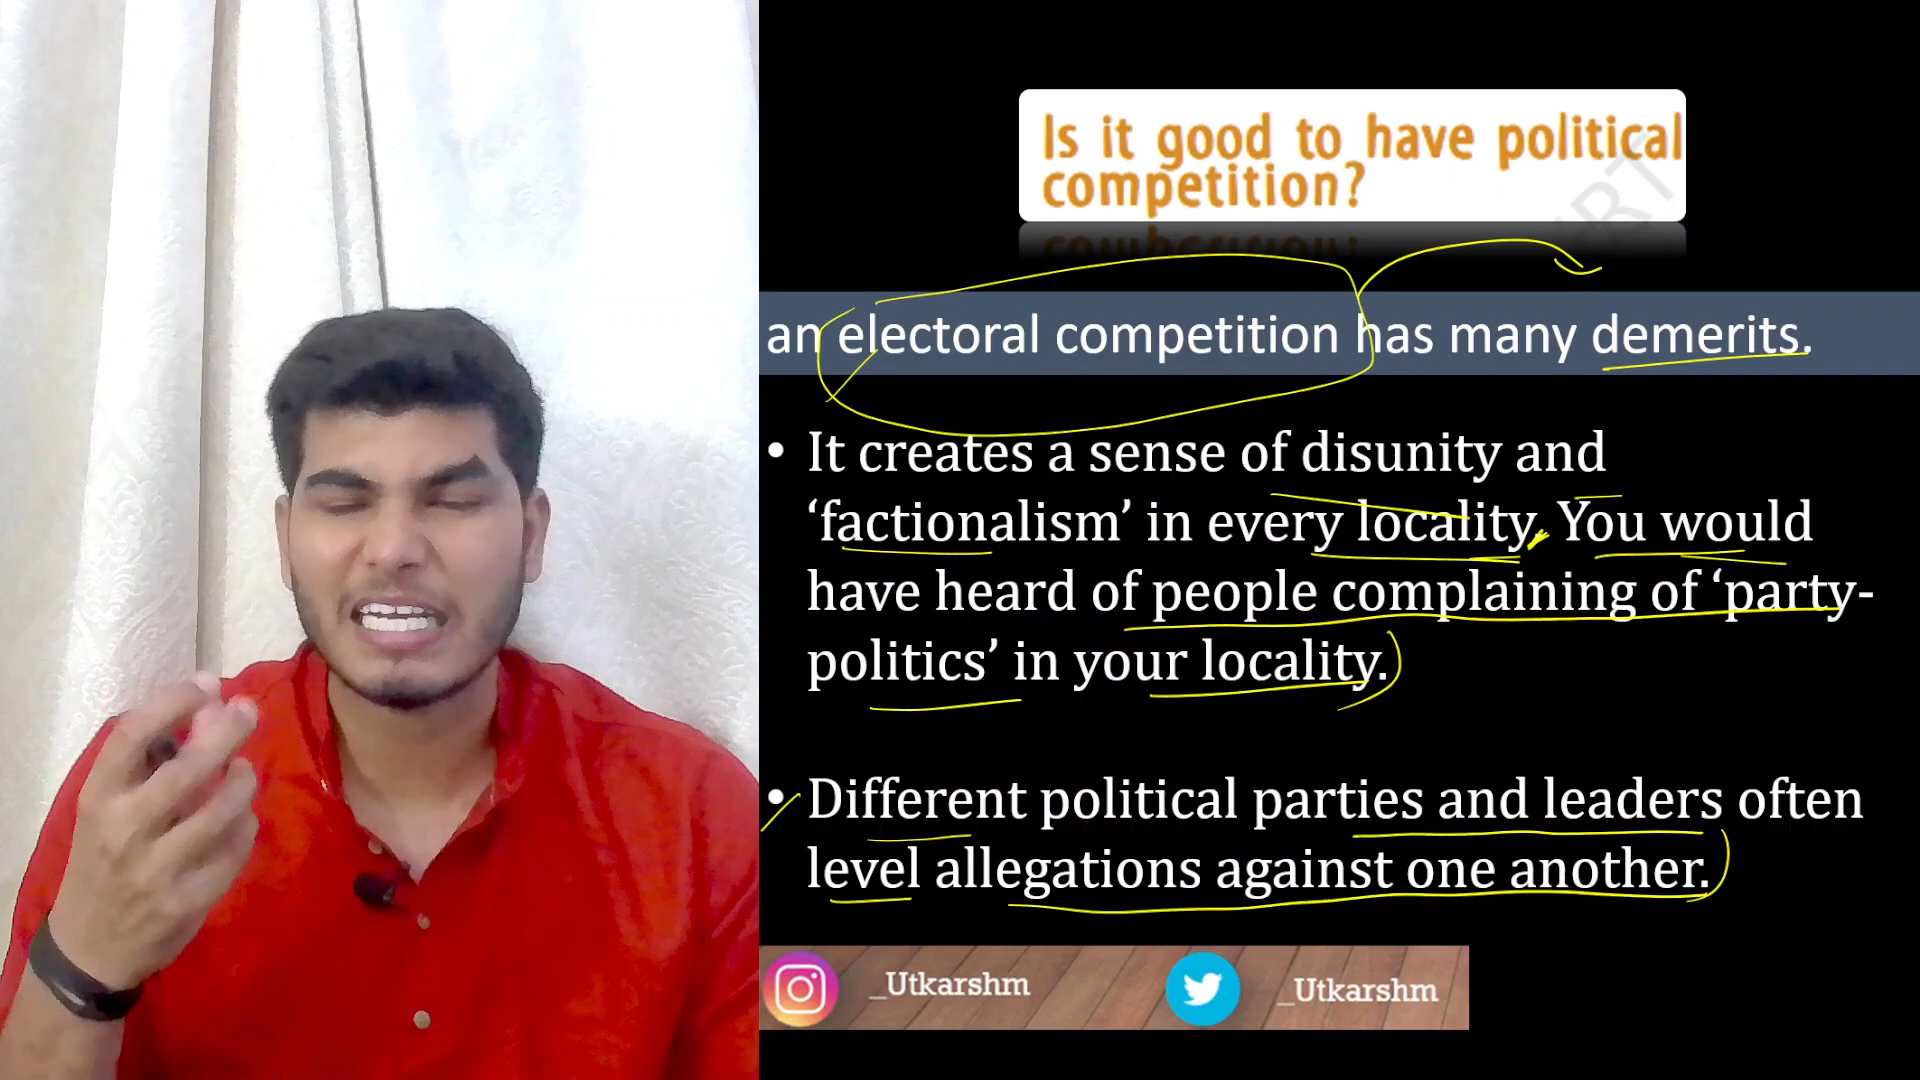 Is it good to have political
competition?
an electoral competition has many demerits.
• It creates a sense of disunity and
‘factionalism’ in every locality. You would
have heard of people complaining of ‘party-
politics’ in your locality.
• Different political parties and leaders often
level allegations against one another.
_Utkarshm
_Utkarshm